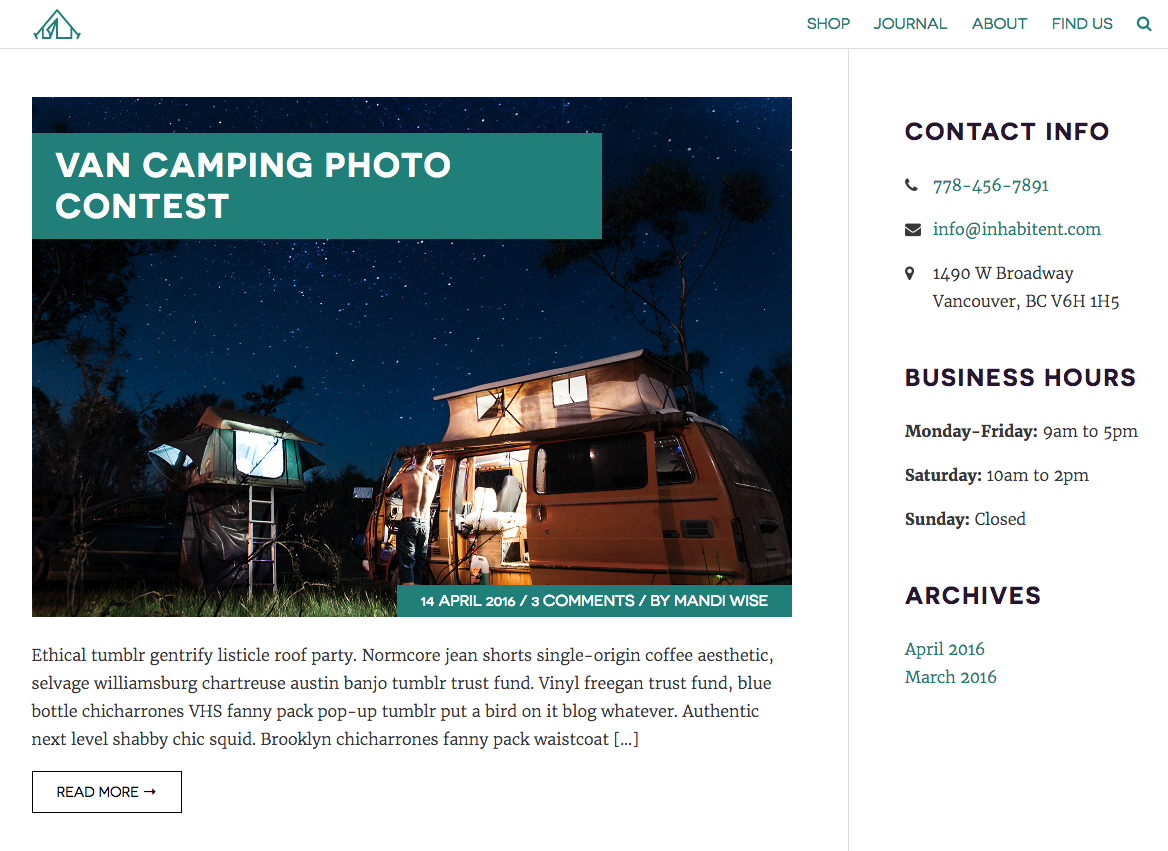 SHOP JOURNAL ABOUT FIND US
VAN CAMPING PHOTO
CONTEST
14 APRIL 2016 / 3 COMMENTS / BY MANDI WISE
Ethical tumblr gentrify listicle roof party. Normcore jean shorts single-origin coffee aesthetic,
selvage williamsburg chartreuse austin banjo tumblr trust fund. Vinyl freegan trust fund, blue
bottle chicharrones VHS fanny pack pop-up tumblr put a bird on it blog whatever. Authentic
next level shabby chic squid. Brooklyn chicharrones fanny pack waistcoat [...]
READ MORE →
CONTACT INFO
778-456-7891
info@inhabitent.com
1490 W Broadway
Vancouver, BC V6H 1H5
BUSINESS HOURS
Monday-Friday: 9am to 5pm
Saturday: 10am to 2pm
Sunday: Closed
ARCHIVES
April 2016
March 2016